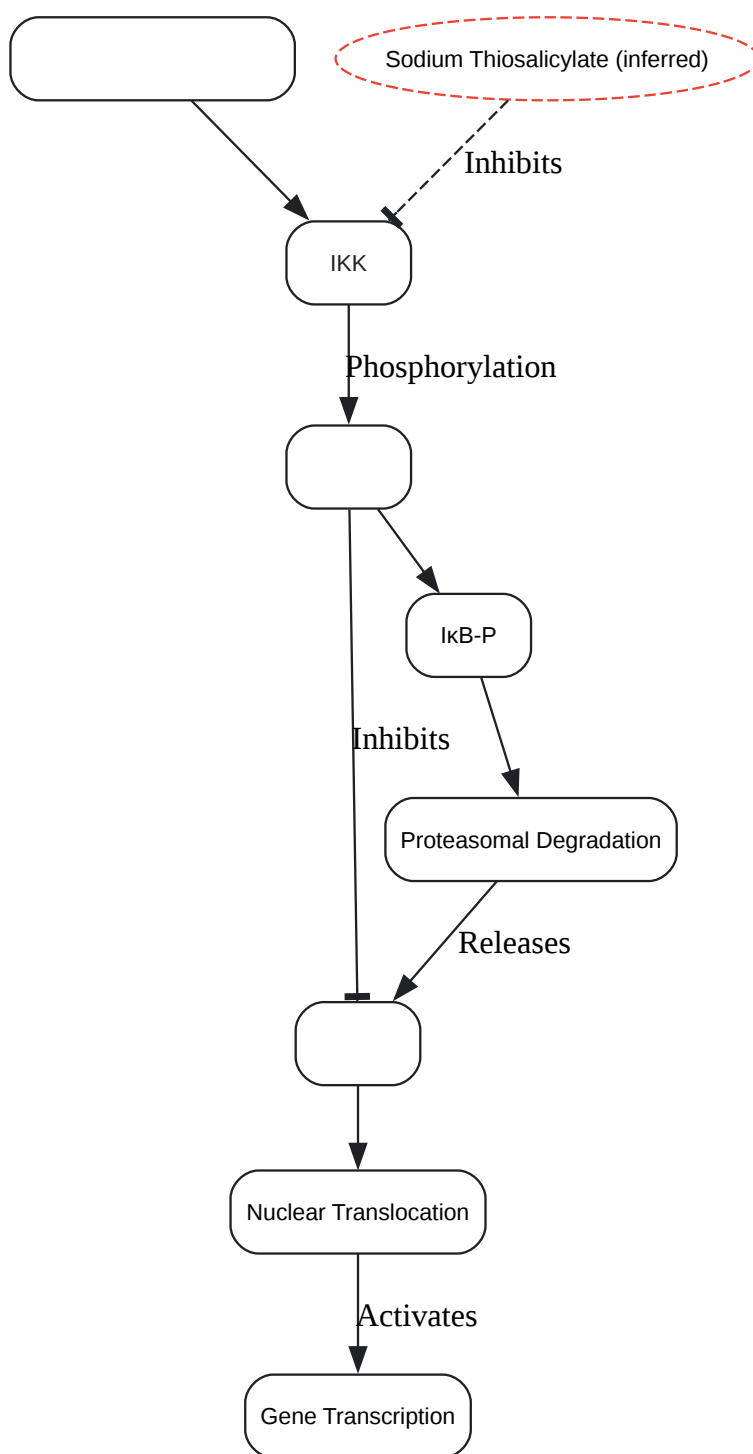 Sodium Thiosalicylate (inferred)
Inhibits
IKK
Phosphorylation
IκB-P
Inhibits
Proteasomal Degradation
Releases
Nuclear Translocation
Activates
Gene Transcription